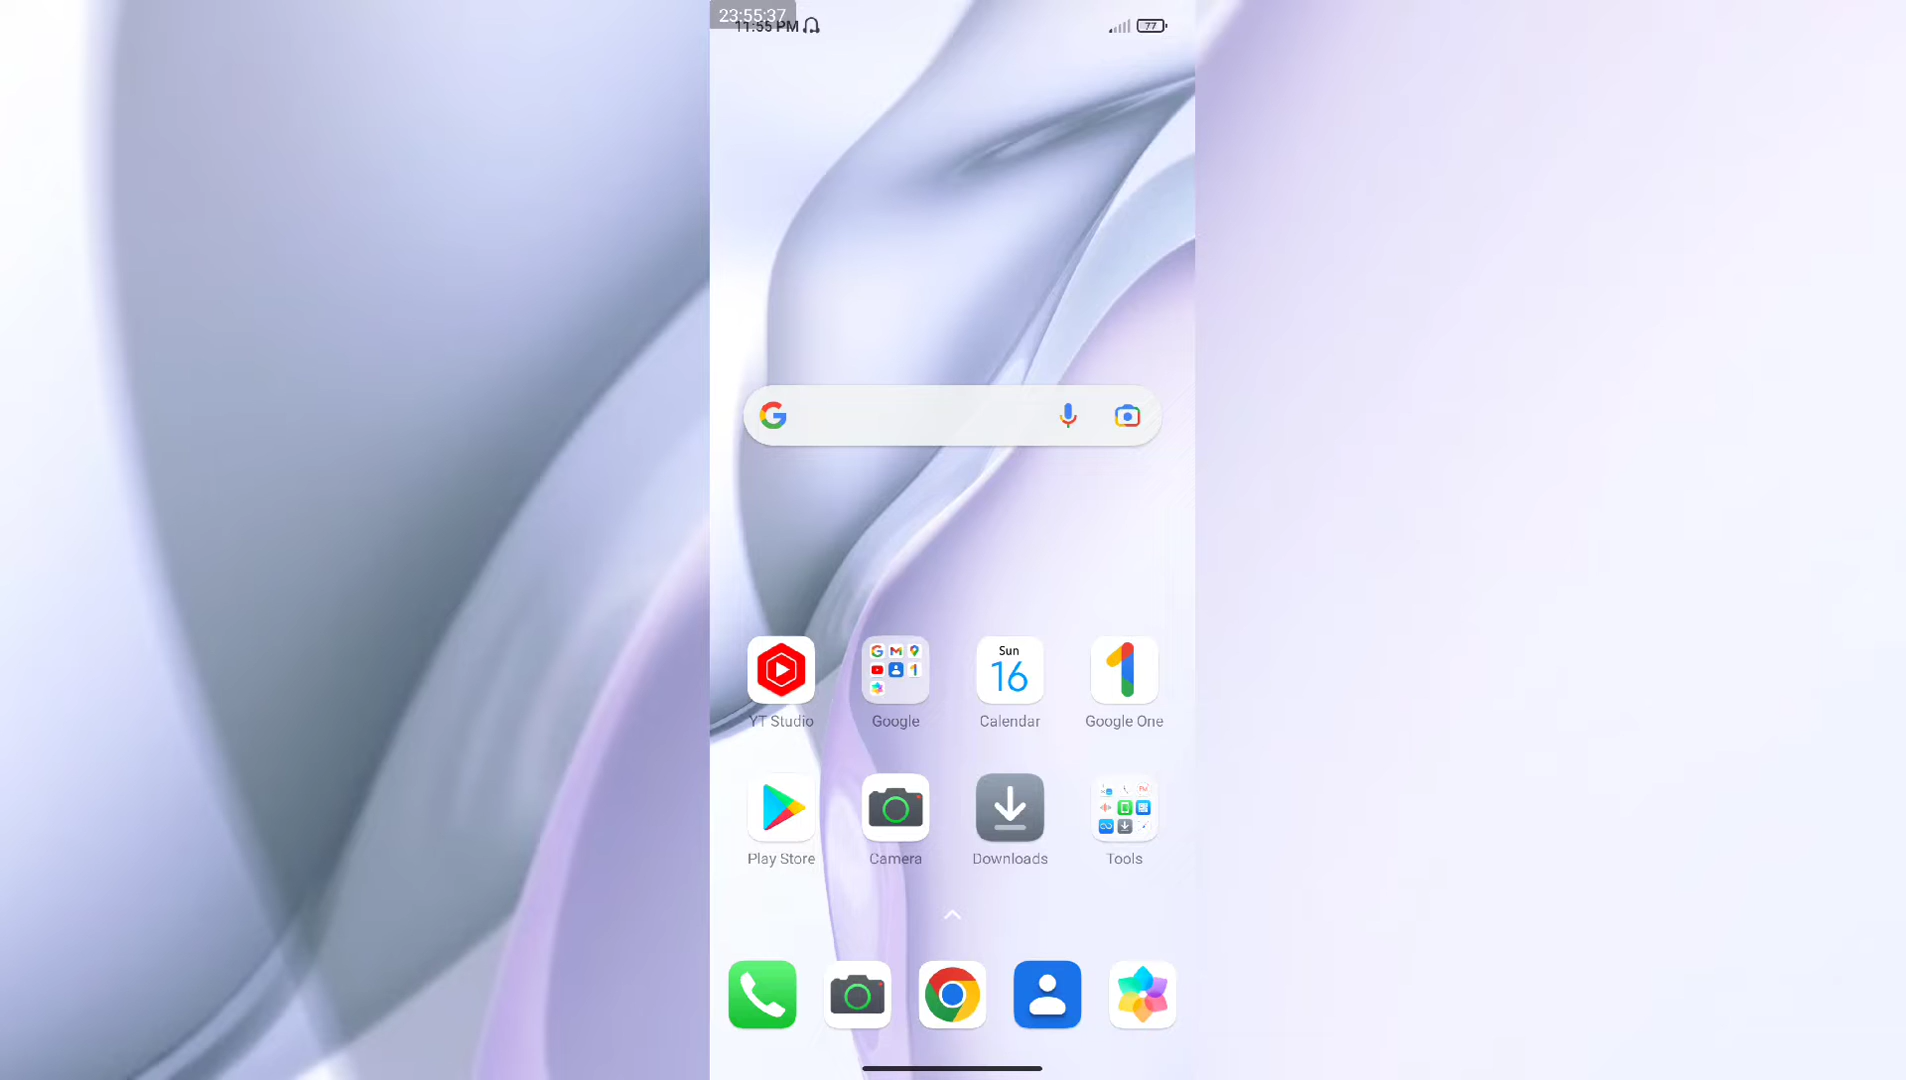 23:55:37
11:55 PM
77
Sun
16
YT Studio
Google
Calendar
Google One
Play Store
Camera
Downloads
Tools